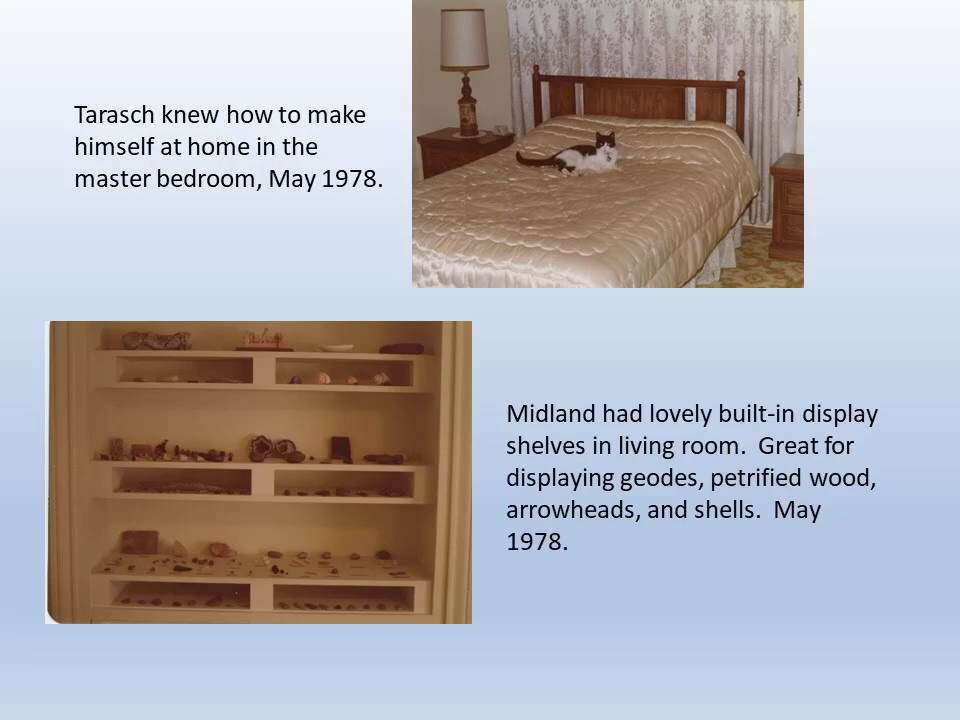 Tarasch knew how to make
himself at home in the
master bedroom, May 1978.
Midland had lovely built-in display
shelves in living room.  Great for
displaying geodes, petrified wood,
arrowheads, and shells.  May
1978.